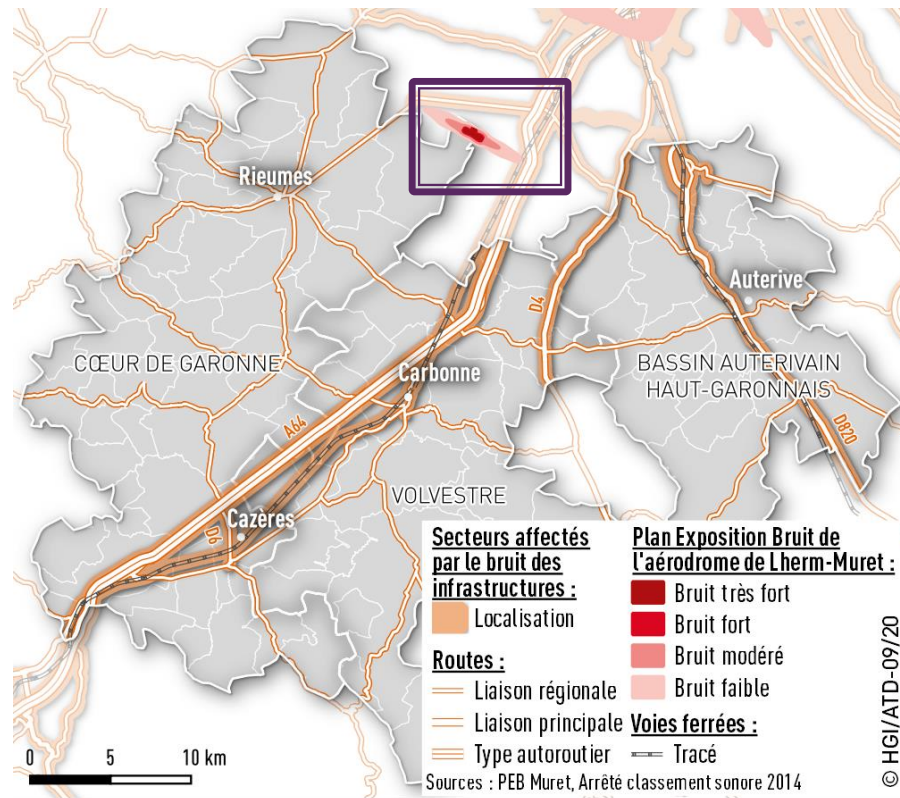 Rieumes
Auterive
D4
CŒUR DE GARONNE
BASSIN AUTERIVAIN
HAUT-GARONNAIS
Carbonne
A64
D820
VOLVESTRE
Cazères
D6
Secteurs affectés
par le bruit des
infrastructures :
Localisation
Routes :
Liaison régionale
Liaison principale
Type autoroutier
Plan Exposition Bruit de
l'aérodrome de Lherm-Muret :
Bruit très fort
Bruit fort
Bruit modéré
Bruit faible
Voies ferrées :
Tracé
0 5 10 km
Sources : PEB Muret, Arrêté classement sonore 2014
© HGI/ATD-09/20